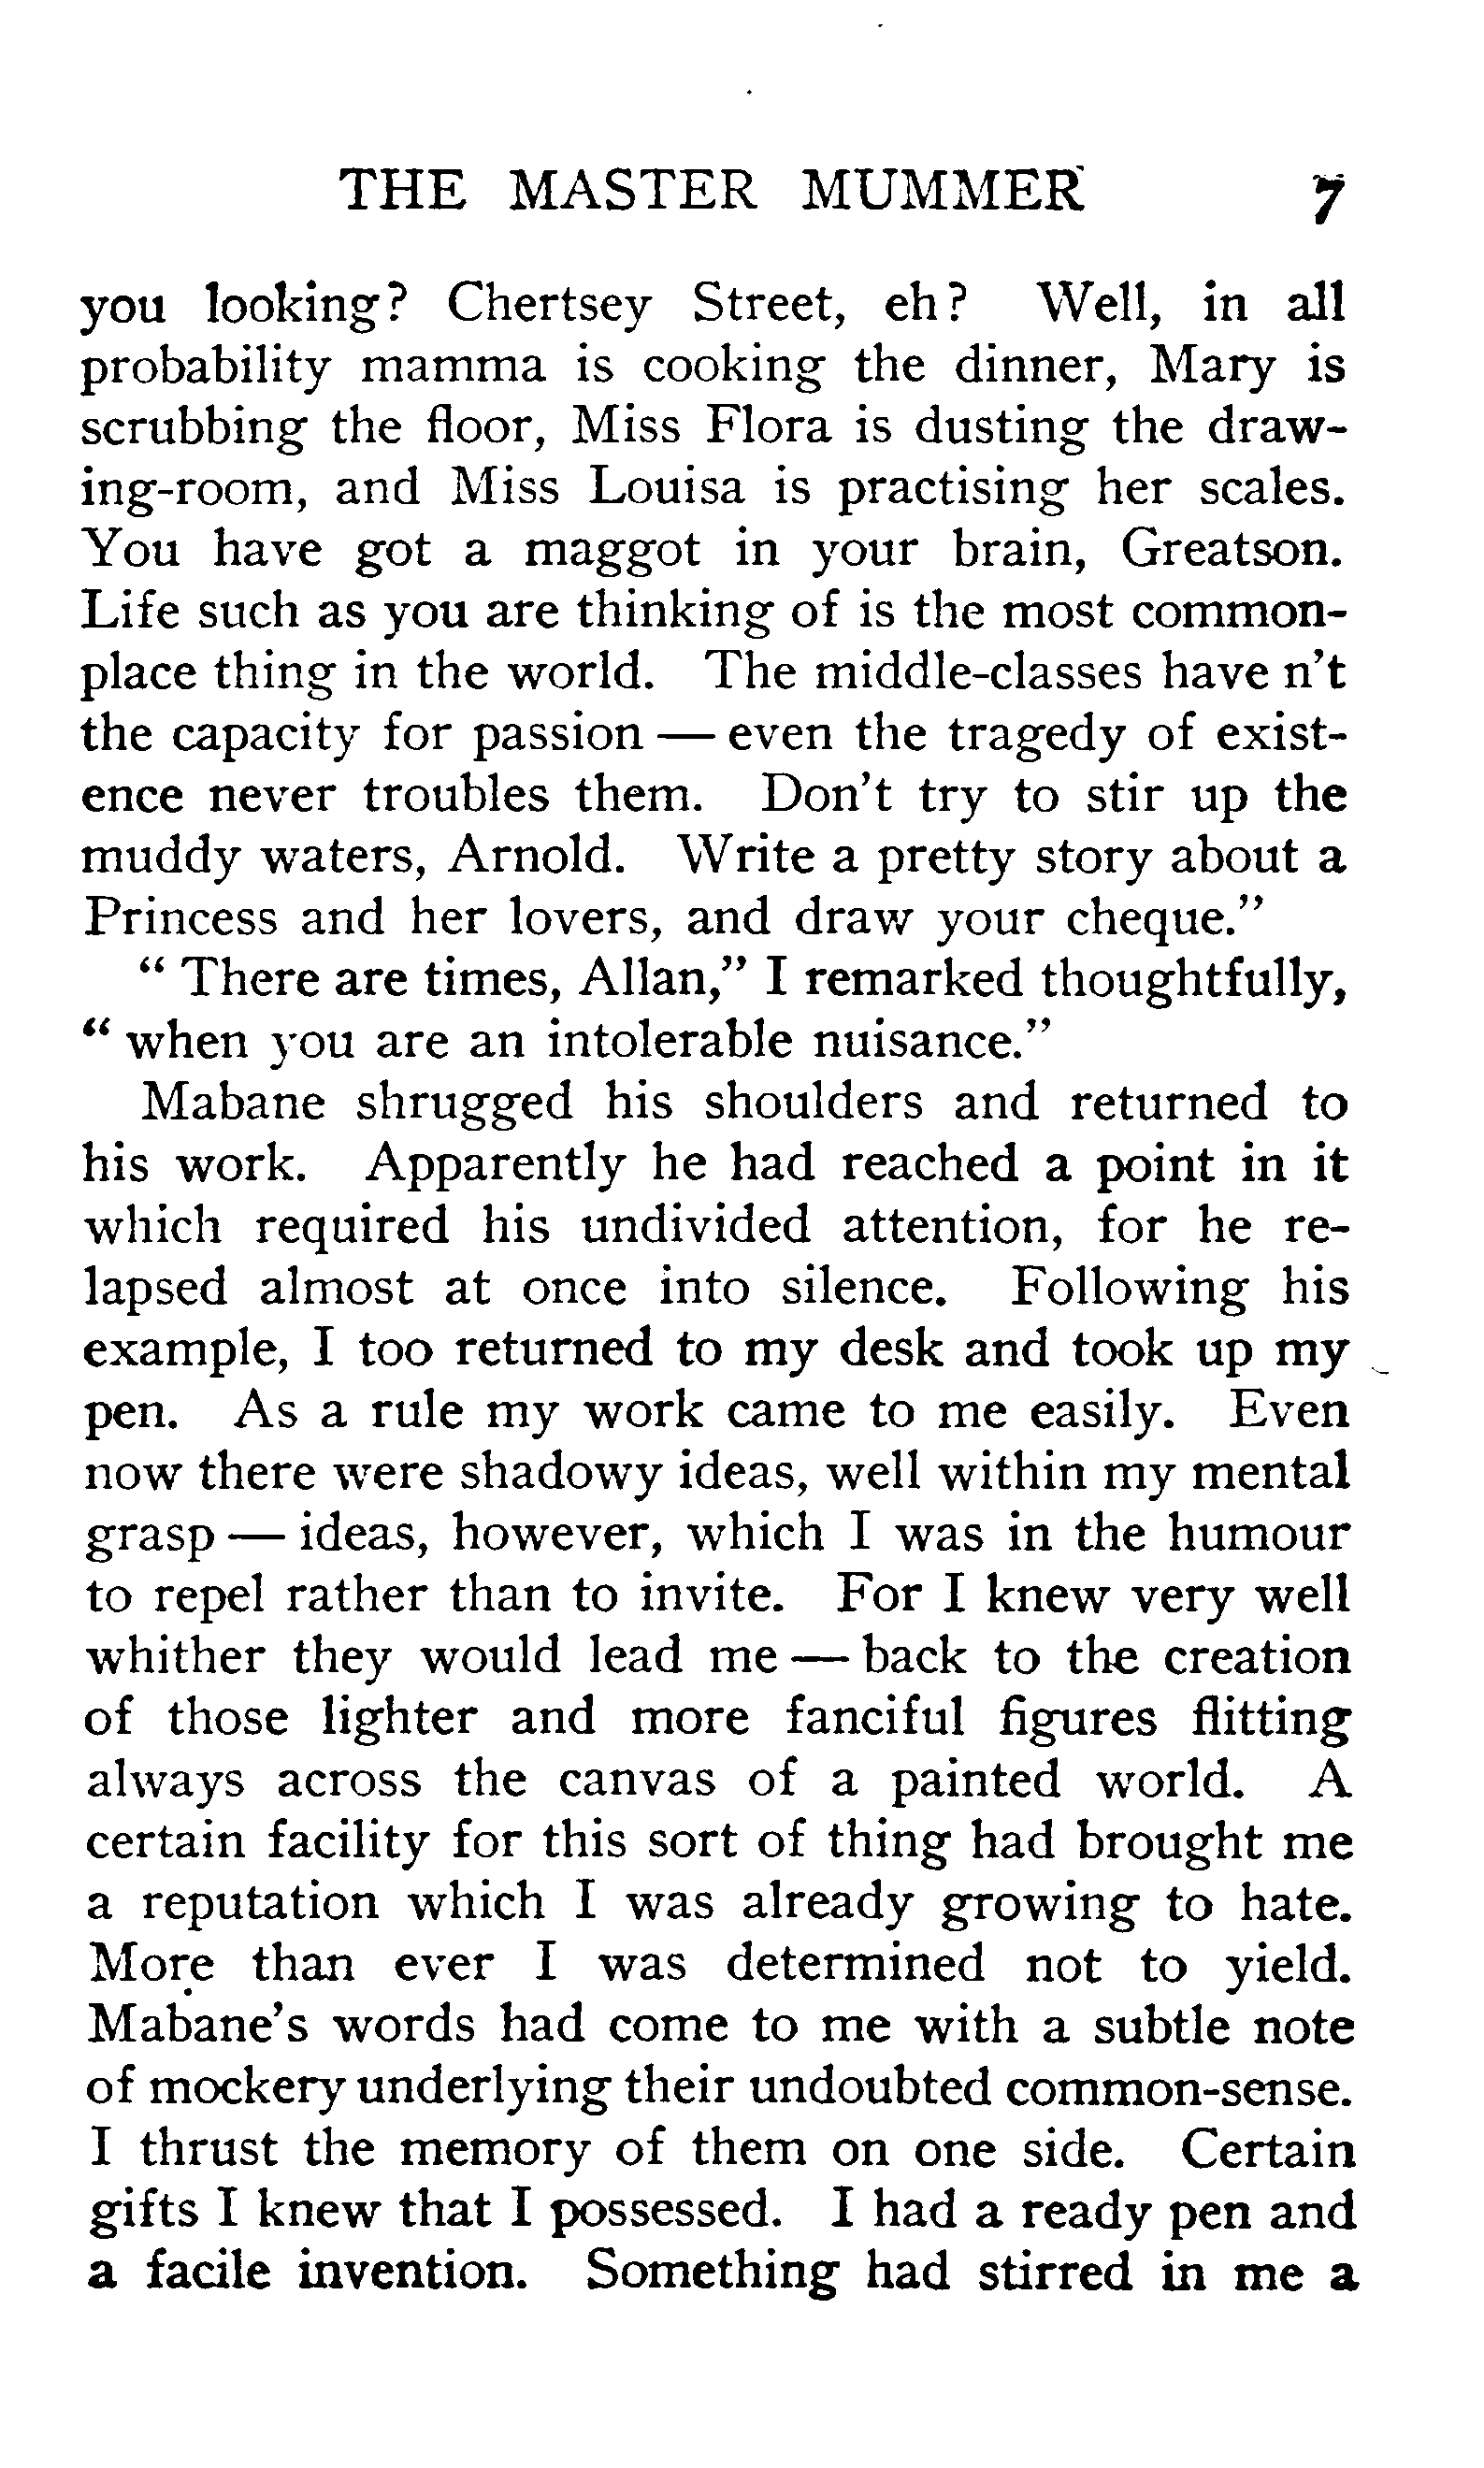 THE MASTER MUMMER 7
you looking? Chertsey Street, eh? Well, in all
probability mamma is cooking the dinner, Mary is
scrubbing the floor, Miss Flora is dusting the draw-
ing-room, and Miss Louisa is practising her scales.
You have got a maggot in your brain, Greatson.
Life such as you are thinking of is the most common-
place thing in the world. The middle-classes have n't
the capacity for passion — even the tragedy of exist-
ence never troubles them. Don't try to stir up the
muddy waters, Arnold. Write a pretty story about a
Princess and her lovers, and draw your cheque."
"There are times, Allan," I remarked thoughtfully,
"when you are an intolerable nuisance."
Mabane shrugged his shoulders and returned to
his work. Apparently he had reached a point in it
which required his undivided attention, for he re-
lapsed almost at once into silence. Following his
example, I too returned to my desk and took up my
pen. As a rule my work came to me easily. Even
now there were shadowy ideas, well within my mental
grasp — ideas, however, which I was in the humour
to repel rather than to invite. For I knew very well
whither they would lead me — back to the creation
of those lighter and more fanciful figures flitting
always across the canvas of a painted world. A
certain facility for this sort of thing had brought me
a reputation which I was already growing to hate.
More than ever I was determined not to yield.
Mabane's words had come to me with a subtle note
of mockery underlying their undoubted common-sense.
I thrust the memory of them on one side. Certain
gifts I knew that I possessed. I had a ready pen and
a facile invention. Something had stirred in me a